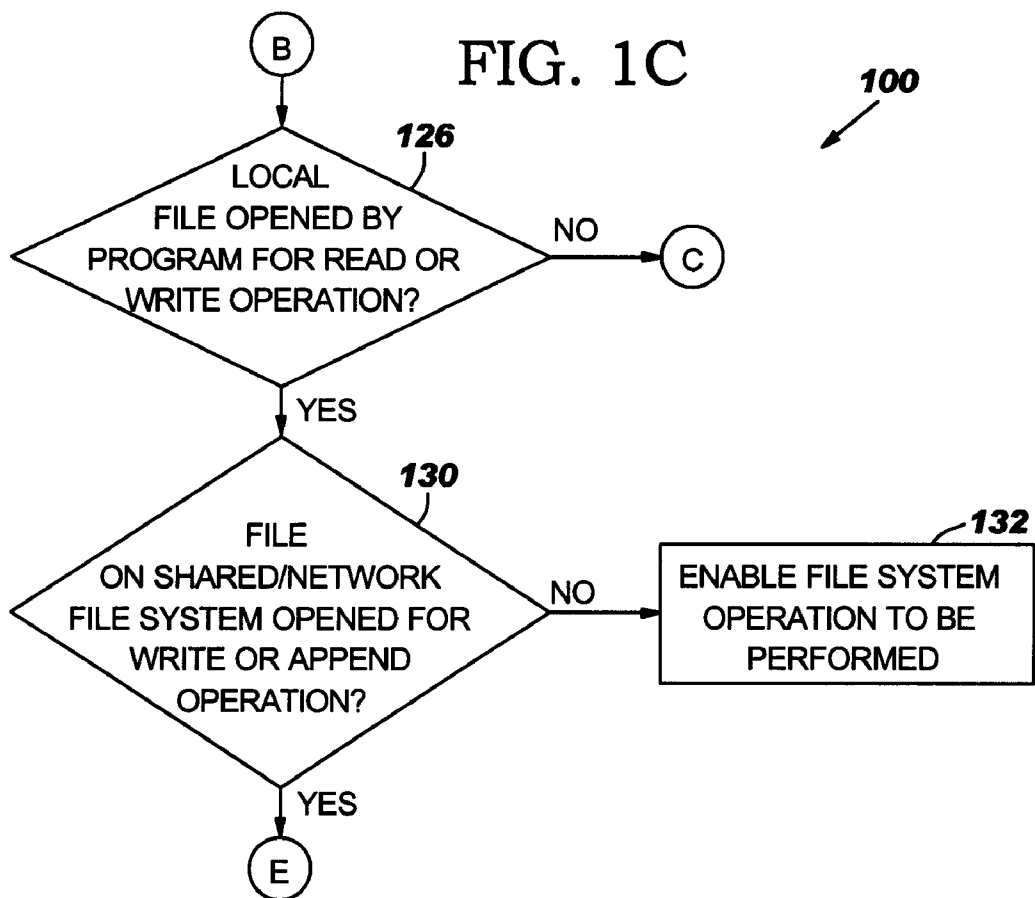 B
FIG. 1C
100
126
LOCAL
FILE OPENED BY
PROGRAM FOR READ OR
WRITE OPERATION?
NO
C
YES
130
FILE
ON SHARED/NETWORK
FILE SYSTEM OPENED FOR
WRITE OR APPEND
OPERATION?
NO
132
ENABLE FILE SYSTEM
OPERATION TO BE
PERFORMED
YES
E